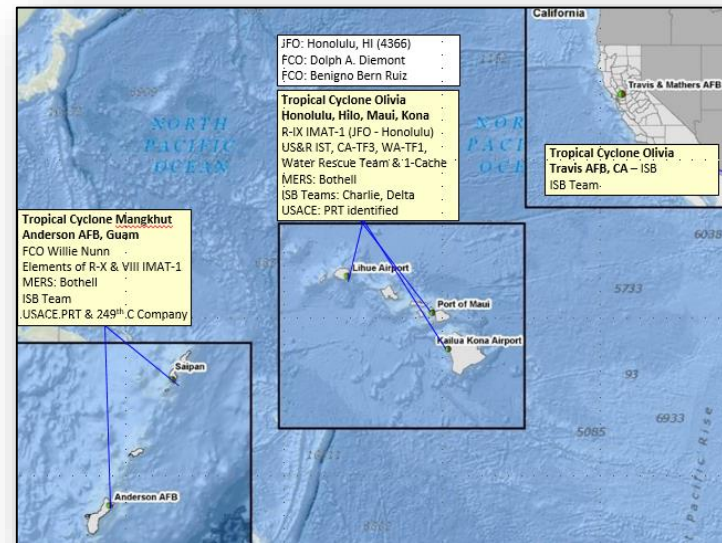 California
Travis & Mathers AFB
JFO: Honolulu, HI (4366)
FCO: Dolph A. Diemont
FCO: Benigno Bern Ruiz
Tropical Cyclone Olivia
Honolulu, Hilo, Maui, Kona
R-IX IMAT-1 (JFO - Honolulu)
US&R IST, CA-TF3, WA-TF1,
Water Rescue Team & 1-Cache
MERS: Bothell
ISB Teams: Charlie, Delta
USACE: PRT identified
Tropical Cyclone Olivia
Travis AFB, CA – ISB
ISB Team
NORTH
PACIFIC
OCEAN
Tropical Cyclone Mangkhut
Anderson AFB, Guam
FCO Willie Nunn
Elements of R-X & VIII IMAT-1
MERS: Bothell
ISB Team
USACE PRT & 249th C Company
Lihue Airport
Port of Maui
Kailua Kona Airport
Saipan
Anderson AFB
6038
5733
93
6933
5085
Pacific Rise